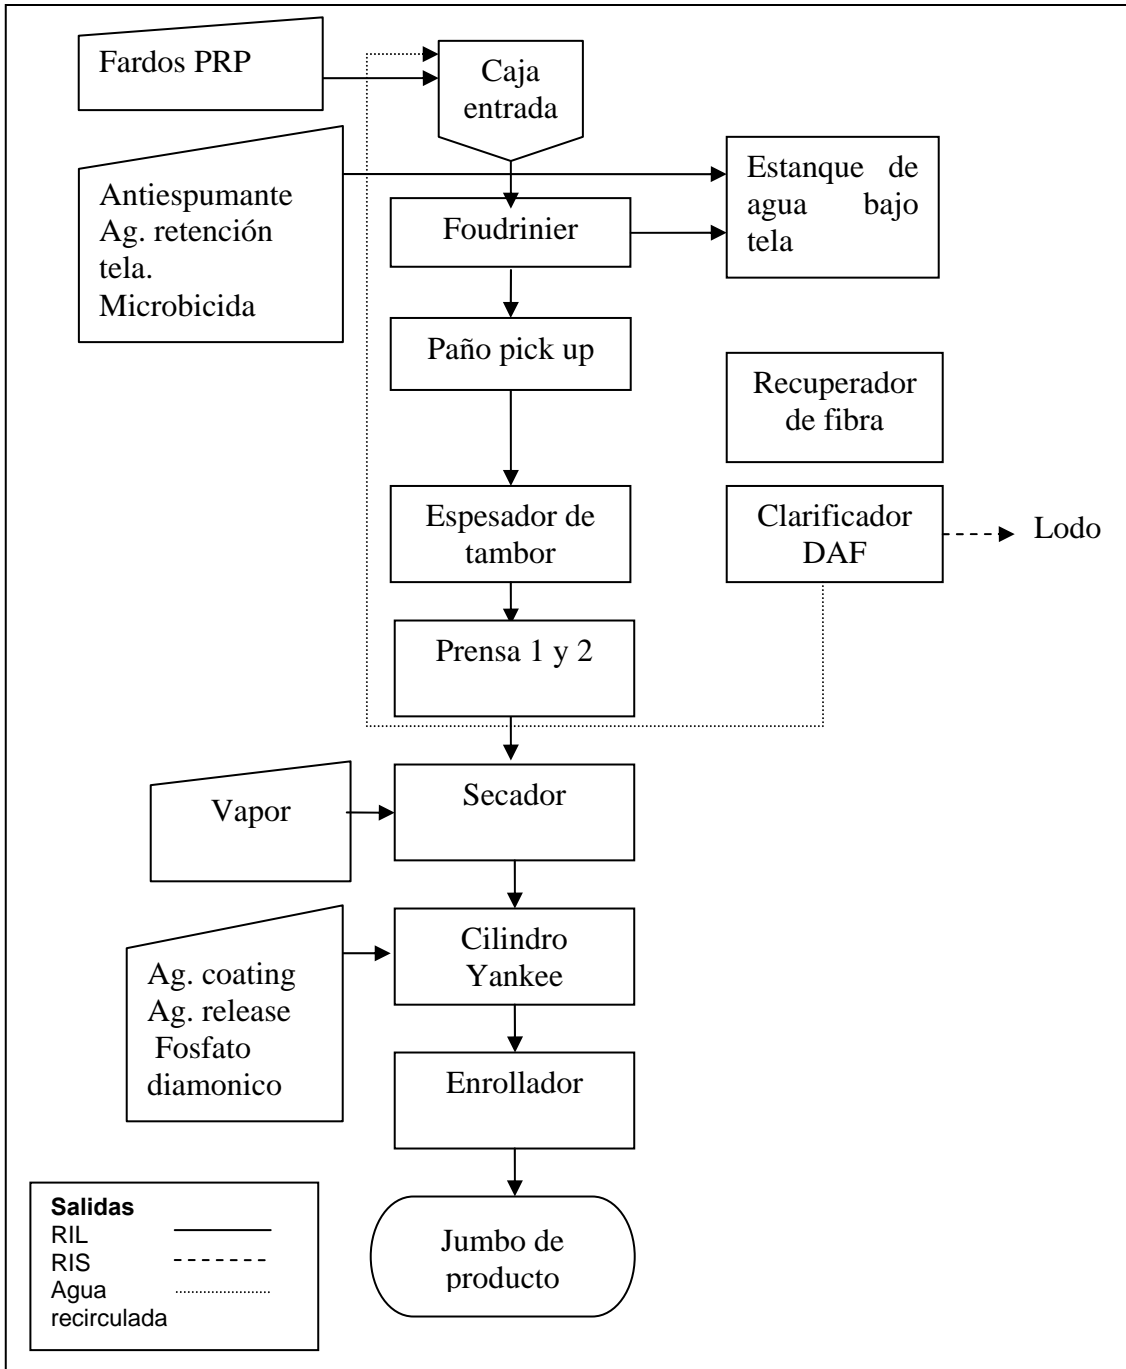 Fardos PRP
Caja
entrada
Antiespumante
Ag. retención
tela.
Microbicida
Estanque de
agua bajo
tela
Foudrinier
Paño pick up
Recuperador
de fibra
Espesador de
tambor
Clarificador
DAF
Lodo
Prensa 1 y 2
Vapor
Secador
Ag. coating
Ag. release
Fosfato
diamonico
Cilindro
Yankee
Enrollador
Jumbo de
producto
Salidas
RIL
RIS
Agua
recirculada